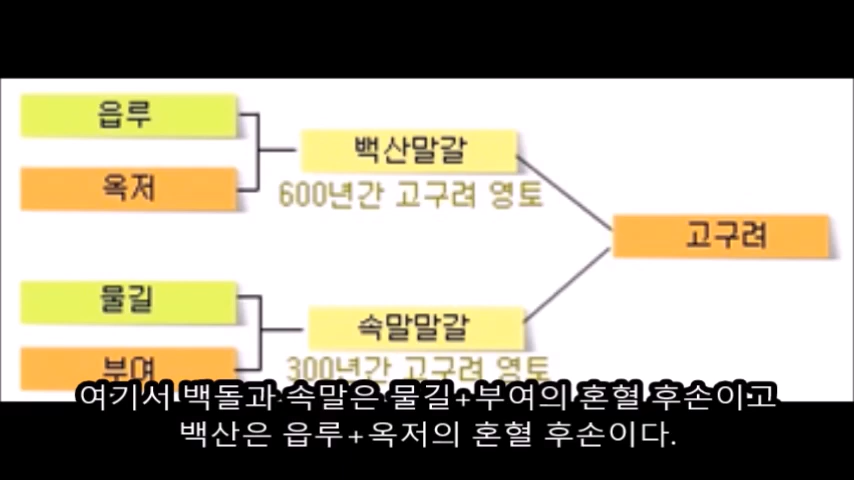 읍루
옥저
백산말갈
600년간 고구려 영토
고구려
물길
부여
속말말갈
300년간 고구려 영토
여기서 백돌과 속말은 물길+부여의 혼혈 후손이고
백산은 읍루+옥저의 혼혈 후손이다.